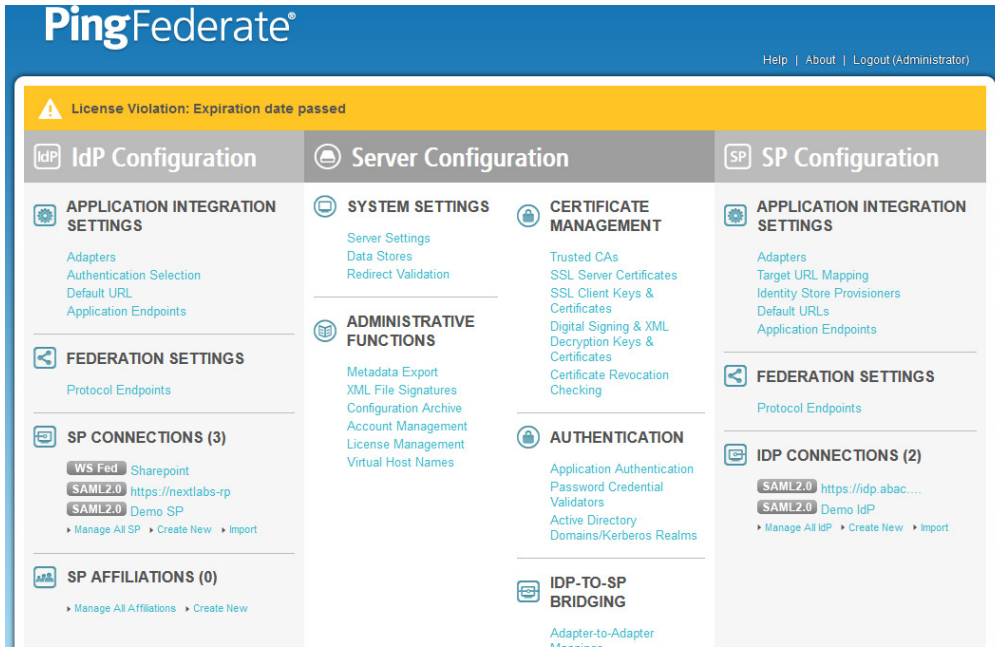 PingFederate®
Help | About | Logout (Administrator)
License Violation: Expiration date passed
IdP IdP Configuration
APPLICATION INTEGRATION
SETTINGS
Adapters
Authentication Selection
Default URL
Application Endpoints
FEDERATION SETTINGS
Protocol Endpoints
SP CONNECTIONS (3)
WS Fed Sharepoint
SAML2.0 https://nextlabs-rp
SAML2.0 Demo SP
Manage All SP Create New Import
SP AFFILIATIONS (0)
Manage All Affiliations Create New
Server Configuration
SYSTEM SETTINGS
Server Settings
Data Stores
Redirect Validation
ADMINISTRATIVE
FUNCTIONS
Metadata Export
XML File Signatures
Configuration Archive
Account Management
License Management
Virtual Host Names
CERTIFICATE
MANAGEMENT
Trusted CAs
SSL Server Certificates
SSL Client Keys &
Certificates
Digital Signing & XML
Decryption Keys &
Certificates
Certificate Revocation
Checking
AUTHENTICATION
Application Authentication
Password Credential
Validators
Active Directory
Domains/Kerberos Realms
IDP-TO-SP
BRIDGING
Adapter-to-Adapter
Mappings
SP SP Configuration
APPLICATION INTEGRATION
SETTINGS
Adapters
Target URL Mapping
Identity Store Provisioners
Default URLs
Application Endpoints
FEDERATION SETTINGS
Protocol Endpoints
IDP CONNECTIONS (2)
SAML2.0 https://idp.abac....
SAML2.0 Demo IdP
Manage All IdP Create New Import